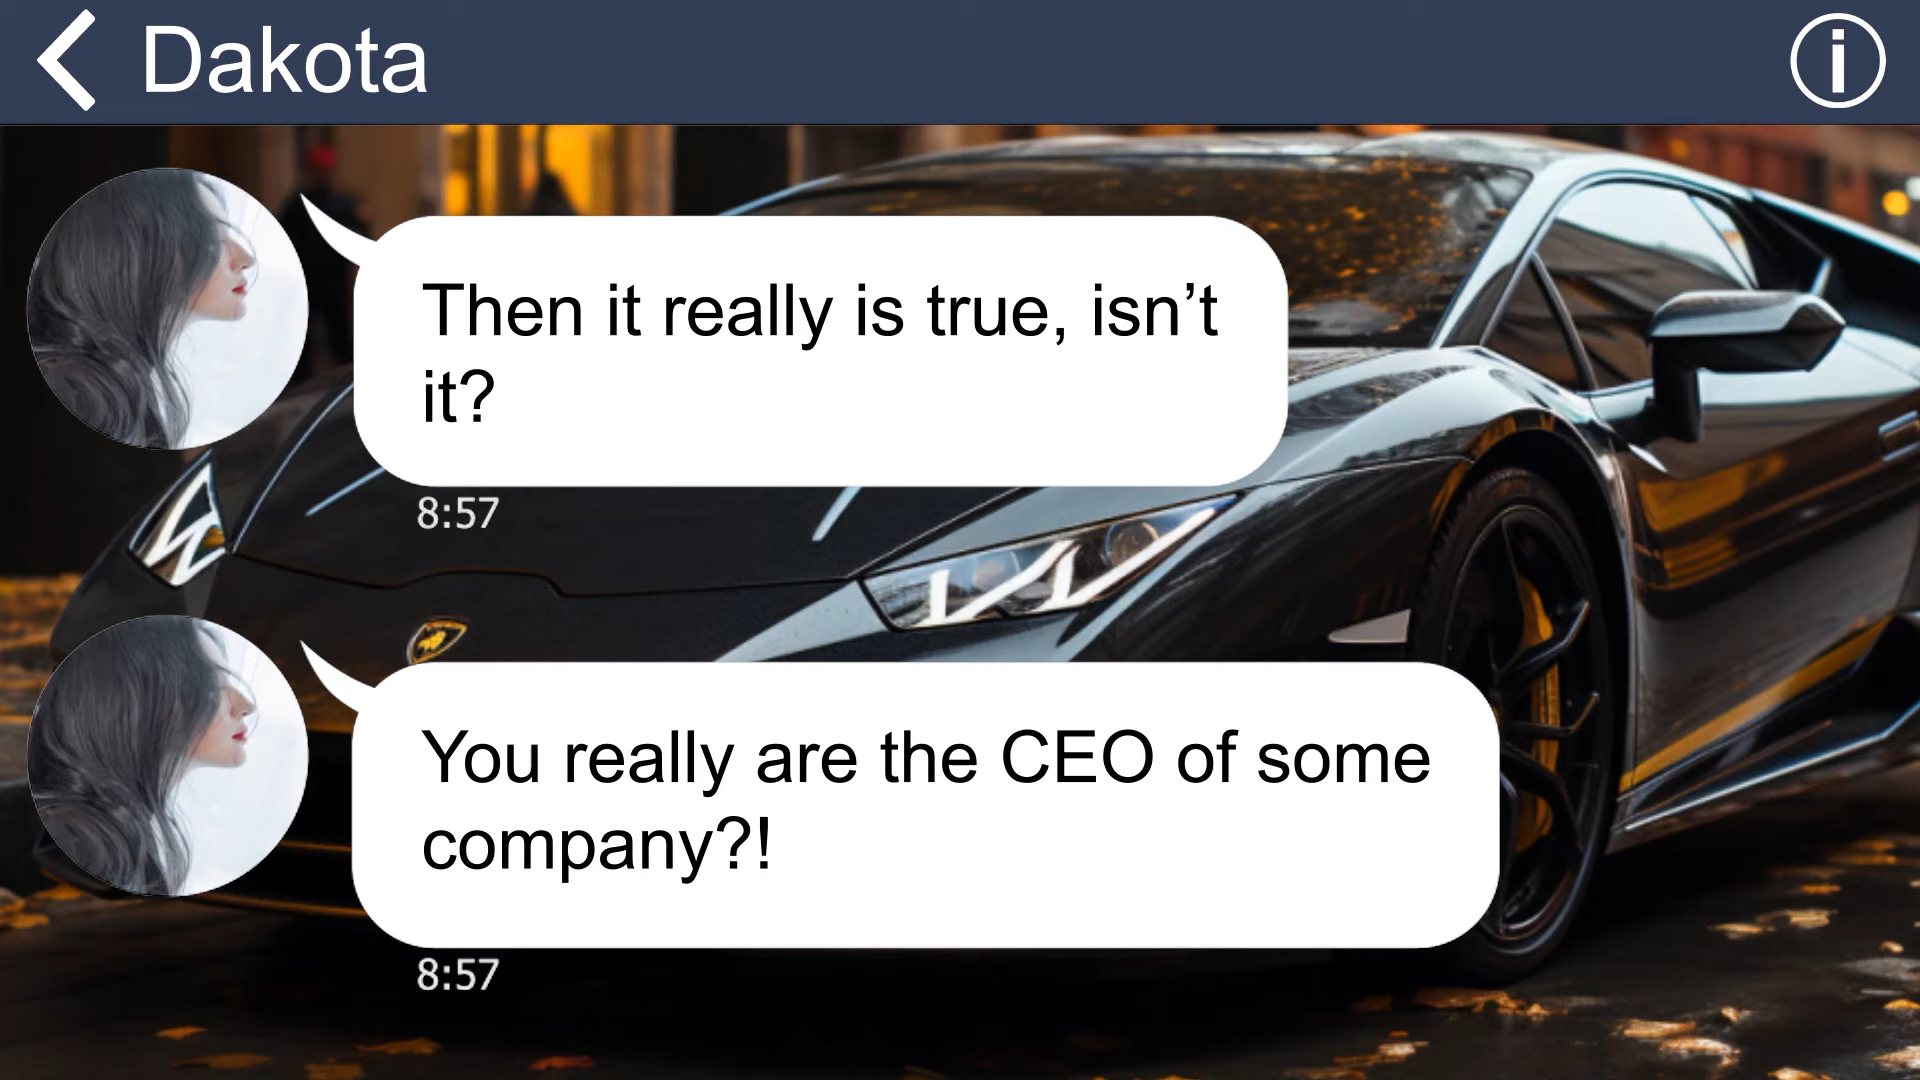 Dakota
Then it really is true, isn’t
it?
8:57
You really are the CEO of some
company?!
8:57